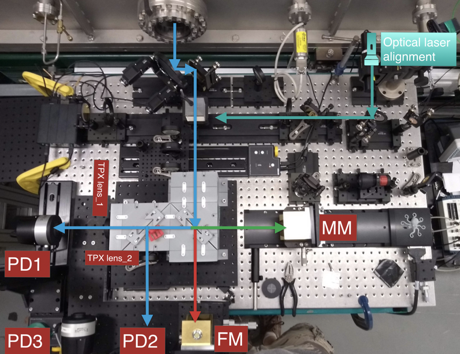 Optical laser
alignment
TPX lens_1
MM
PD1
TPX lens_2
PD3
PD2
FM